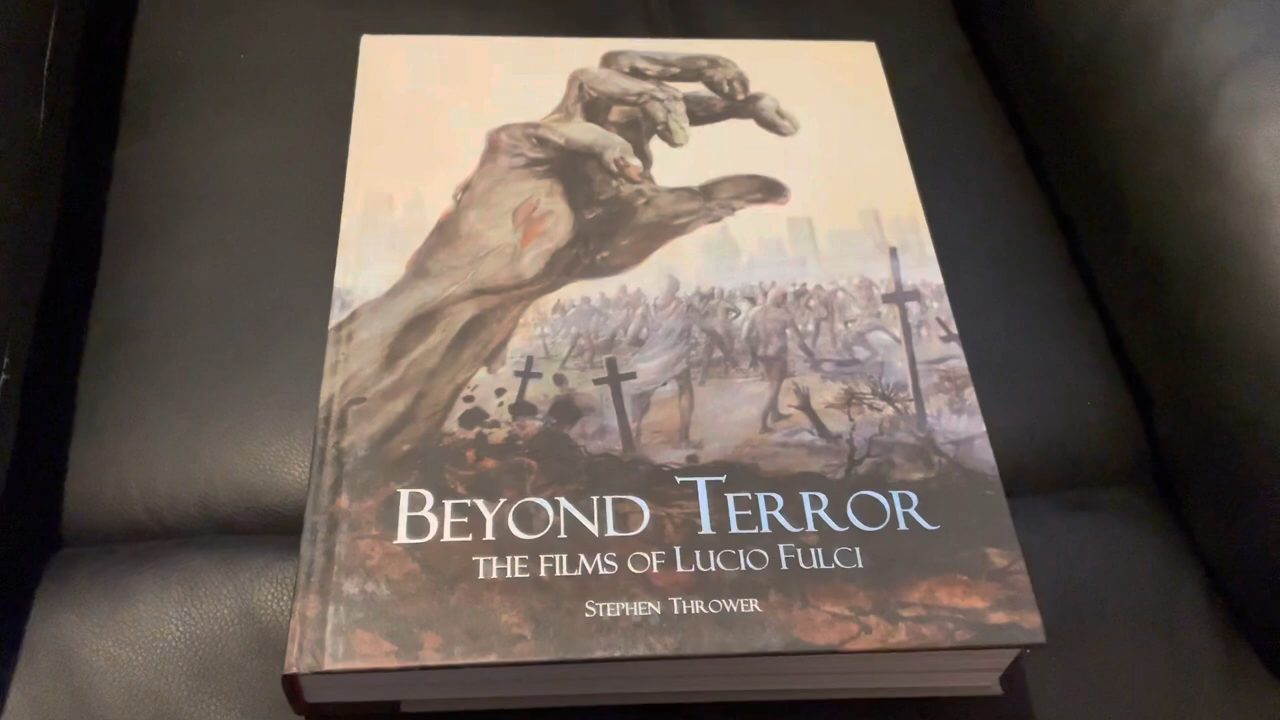 BEYOND TERROR
THE FILMS OF LUCIO FULCI
STEPHEN THROWER